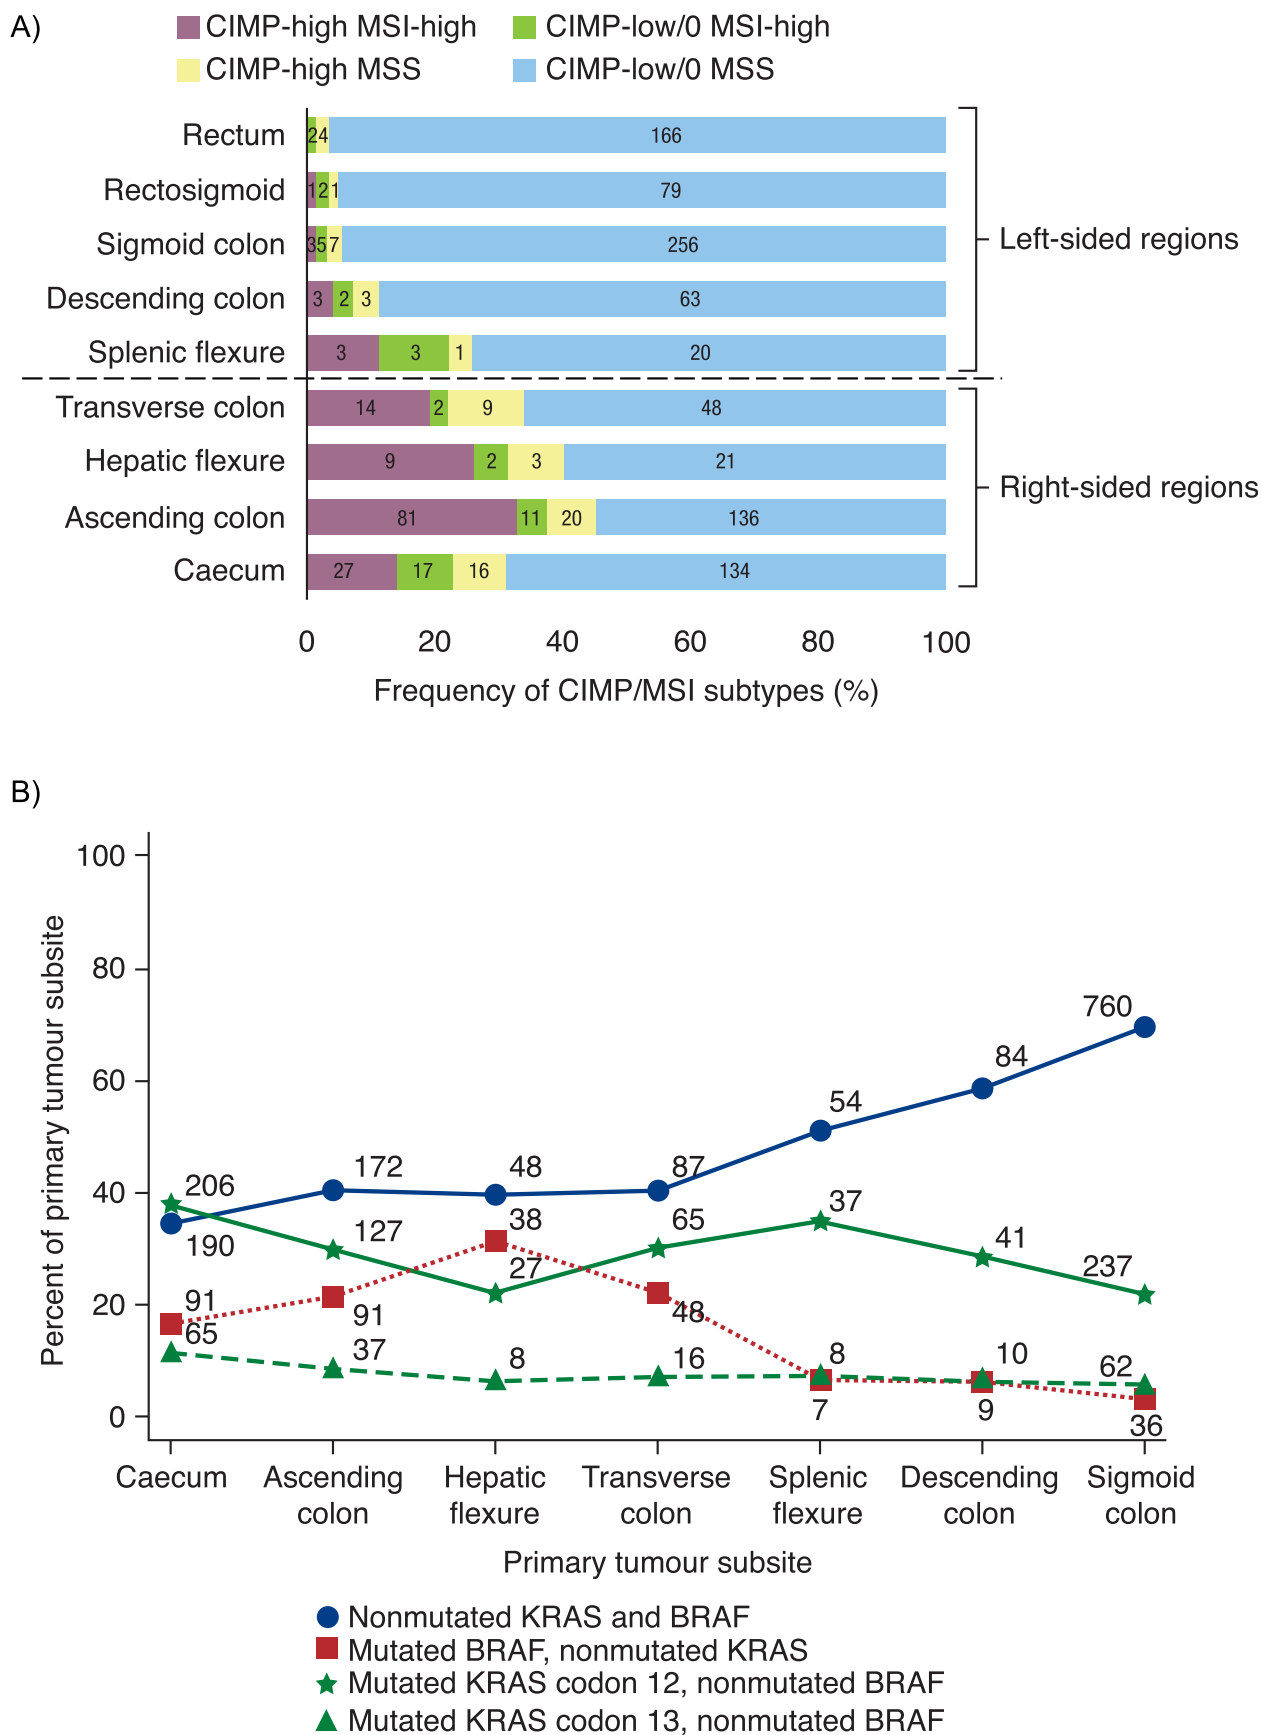 A)
CIMP-high MSI-high CIMP-low/0 MSI-high
CIMP-high MSS CIMP-low/0 MSS
Rectum 2 4 166
Rectosigmoid 1 2 1 79
Sigmoid colon 3 5 7 256
Left-sided regions
Descending colon 3 2 3 63
Splenic flexure 3 3 1 20
Transverse colon 14 2 9 48
Hepatic flexure 9 2 3 21
Right-sided regions
Ascending colon 81 11 20 136
Caecum 27 17 16 134
0 20 40 60 80 100
Frequency of CIMP/MSI subtypes (%)
B)
Percent of primary tumour subsite
100
80
60
40
20
0
760
84
54
172 48 87
206
190
127
38
65
37
41
237
27
91
91
48
65
37
8
16
8
10
62
7
9
36
Caecum
Ascending
colon
Hepatic
flexure
Transverse
colon
Splenic
flexure
Descending
colon
Sigmoid
colon
Primary tumour subsite
Nonmutated KRAS and BRAF
Mutated BRAF, nonmutated KRAS
Mutated KRAS codon 12, nonmutated BRAF
Mutated KRAS codon 13, nonmutated BRAF